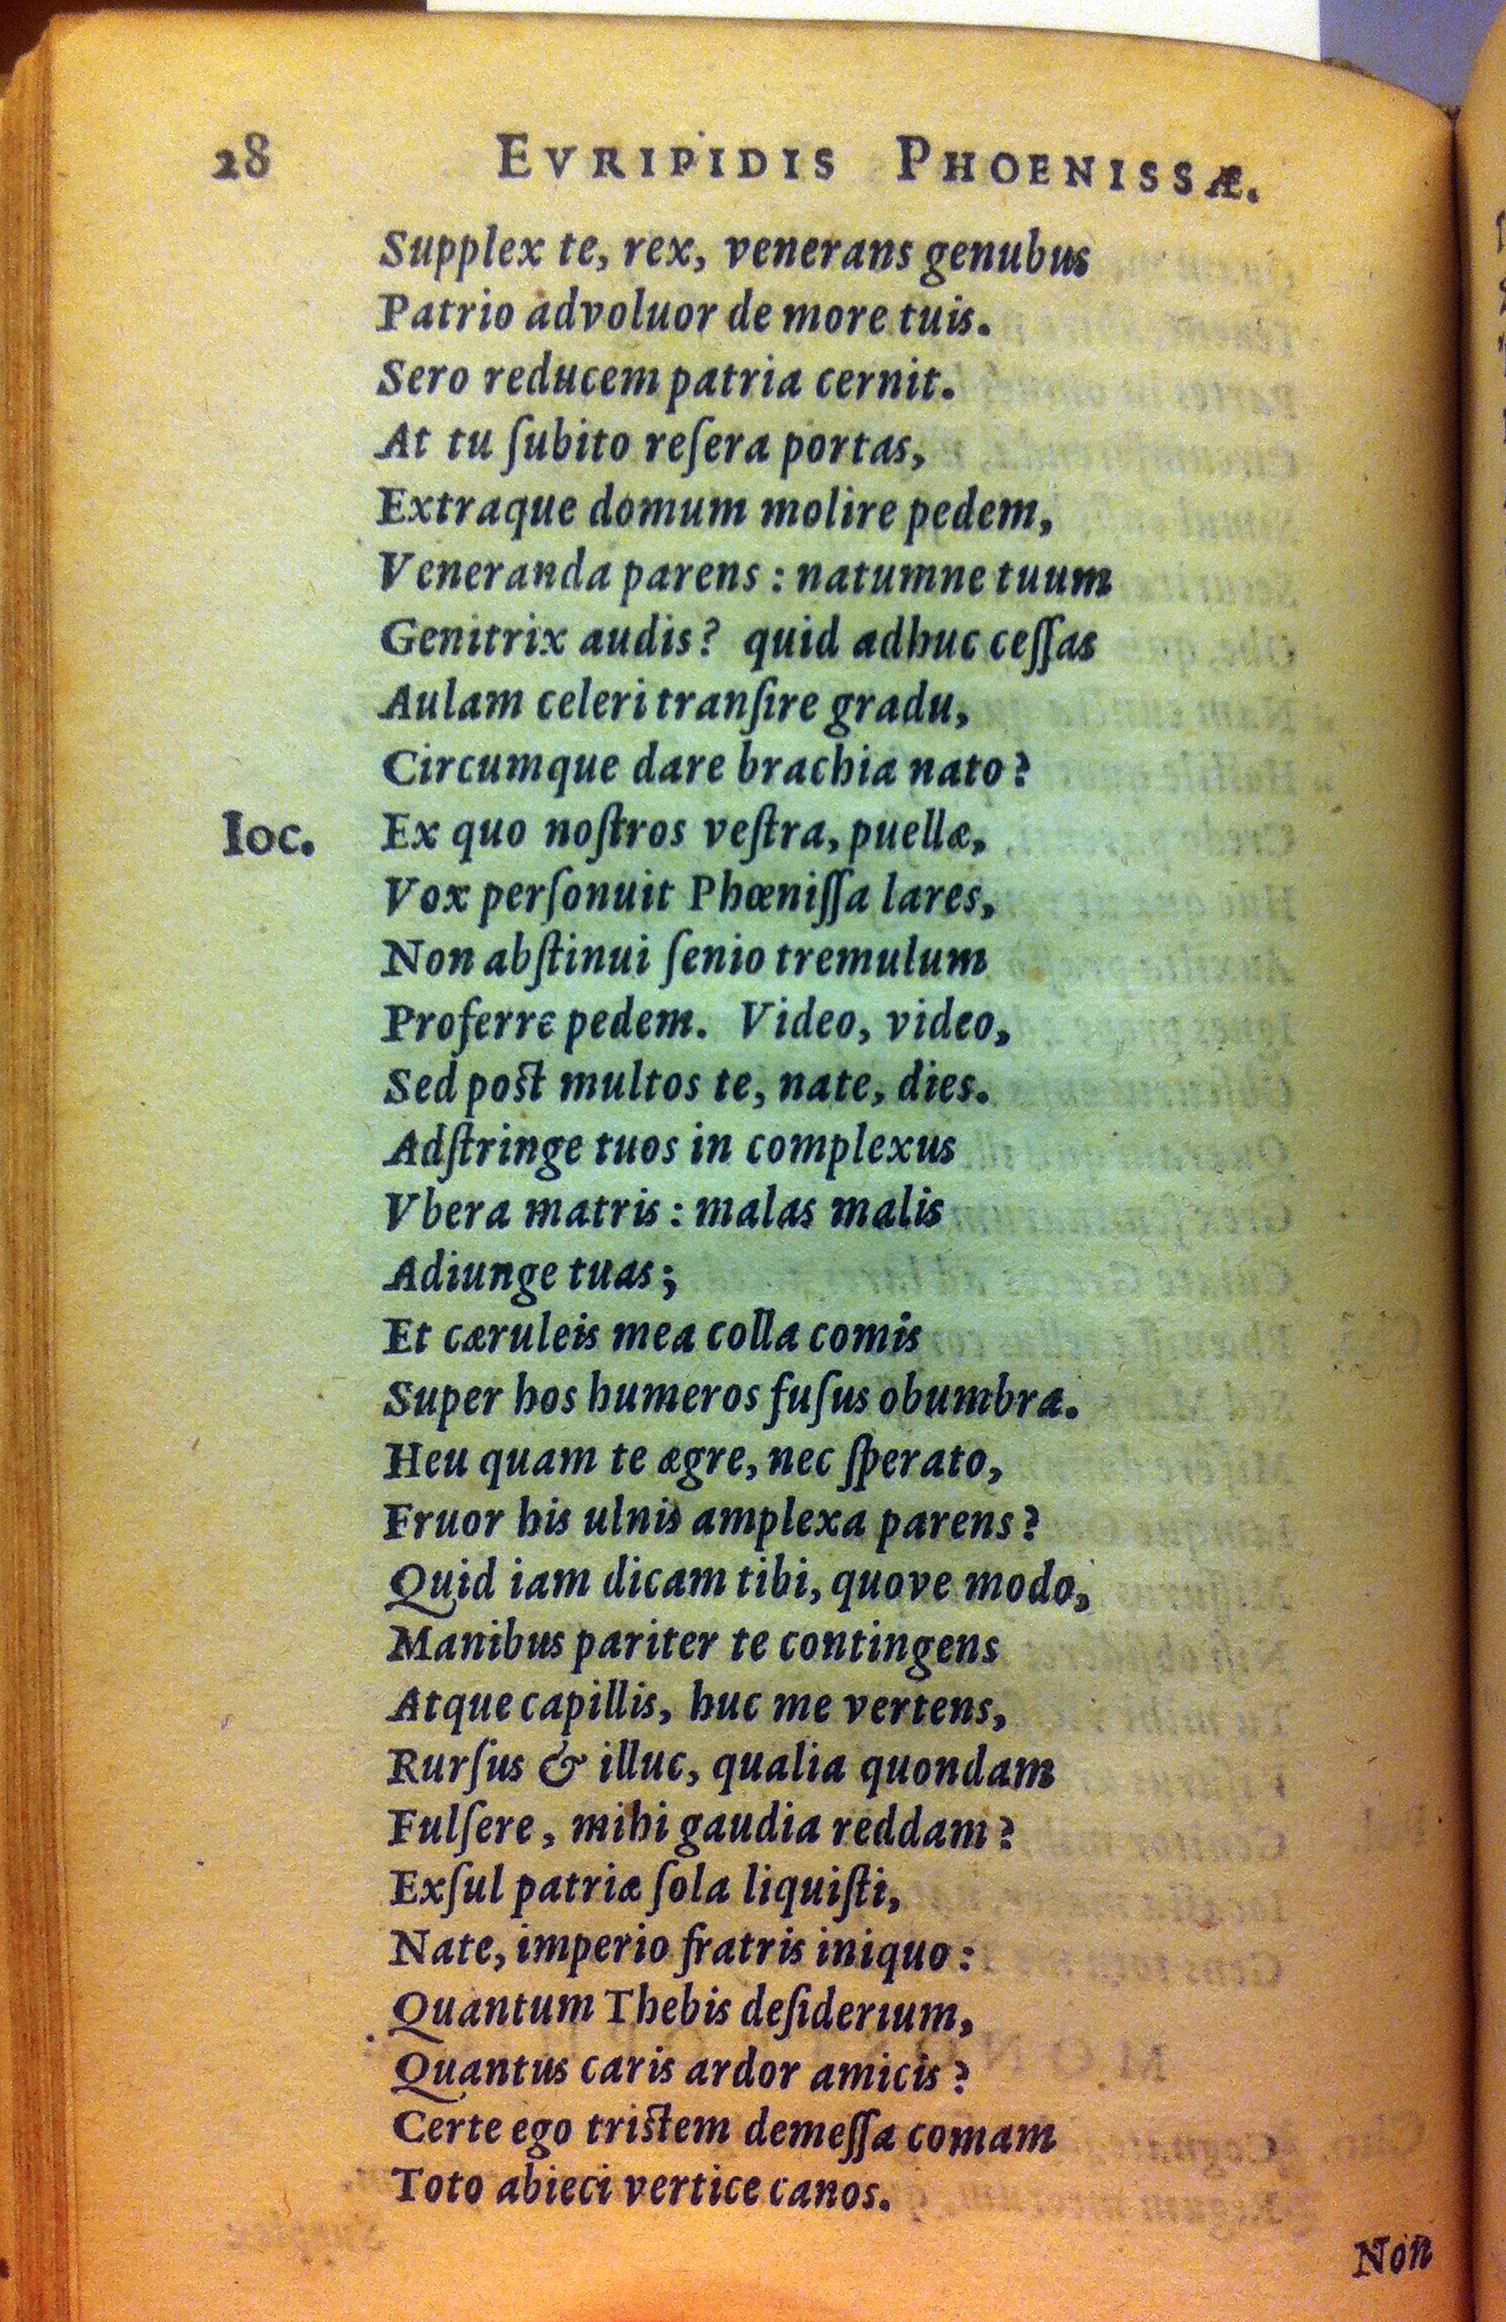 28 EVRIPIDIS PHOENISSÆ.
Supplex te, rex, venerans genubus
Patrio advoluor de more tuis.
Sero reducem patria cernit.
At tu ſubito reſera portas,
Extraque domum molire pedem,
Veneranda parens : natumne tuum
Genitrix audis? quid adhuc ceſſas
Aulam celeri tranſire gradu,
Circumque dare brachia nato?
Ioc. Ex quo noſtros veſtra, puellæ,
Vox perſonuit Phœniſſa lares,
Non abſtinui ſenio tremulum
Proferre pedem. Video, video,
Sed poſt multos te, nate, dies.
Adſtringe tuos in complexus
Vbera matris : malas malis
Adiunge tuas;
Et cæruleis mea colla comis
Super hos humeros fuſus obumbra.
Heu quam te ægre, nec ſperato,
Fruor his ulnis amplexa parens?
Quid iam dicam tibi, quove modo,
Manibus pariter te contingens
Atque capillis, huc me vertens,
Rurſus & illuc, qualia quondam
Fulſere, mihi gaudia reddam?
Exſul patriæ ſola liquiſti,
Nate, imperio fratris iniquo:
Quantum Thebis deſiderium,
Quantus caris ardor amicis?
Certe ego triſtem demeſſa comam
Toto abieci vertice canos.
Non